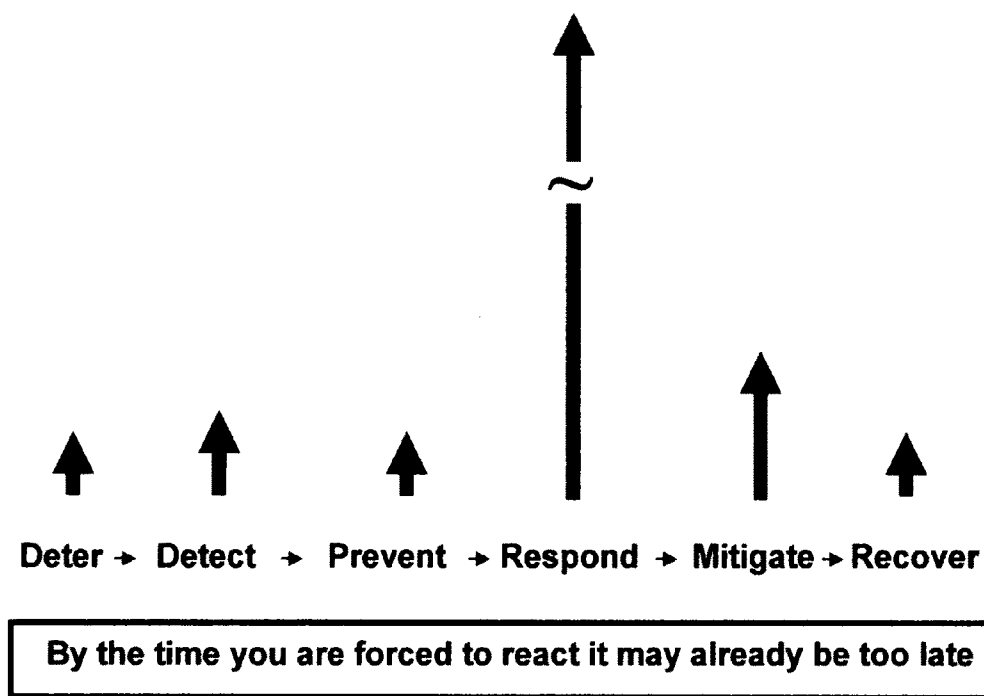 ~
Deter → Detect → Prevent → Respond → Mitigate → Recover
By the time you are forced to react it may already be too late